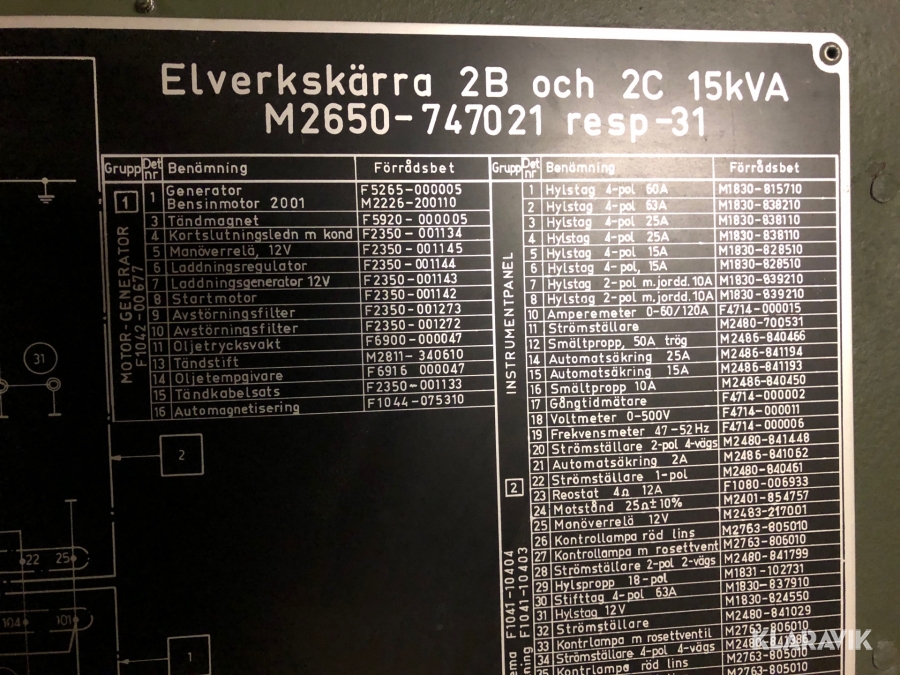 Elverkskärra 2B och 2C 15kVA
M2650-747021 resp-31
Grupp Det nr Benämning Förrådsbet
1
MOTOR-GENERATOR
F1042-00677
1 Generator F5265-000005
Bensinmotor 2001 M2226-200110
3 Tändmagnet F5920-000005
4 Kortslutningsledn m kond F2350-001134
5 Manöverrelä, 12V F2350-001145
6 Laddningsregulator F2350-001144
7 Laddningsgenerator 12V F2350-001143
8 Startmotor F2350-001142
9 Avstörningsfilter F2350-001273
10 Avstörningsfilter F2350-001272
11 Oljetrycksvakt F6900-000047
13 Tändstift M2811-340610
14 Oljetempgivare F6916 000047
15 Tändkabelsats F2350-001133
16 Automagnetisering F1044-075310
Grupp Det nr Benämning Förrådsbet
INSTRUMENTPANEL
2
F1041-10404
F1041-10403
1 Hylstag 4-pol 60A M1830-815710
2 Hylstag 4-pol 63A M1830-838210
3 Hylstag 4-pol 25A M1830-838110
4 Hylstag 4-pol 25A M1830-838110
5 Hylstag 4-pol 15A M1830-828510
6 Hylstag 4-pol, 15A M1830-828510
7 Hylstag 2-pol m.jordd.10A M1830-839210
8 Hylstag 2-pol m.jordd.10A M1830-839210
10 Amperemeter 0-60/120A F4714-000015
11 Strömställare M2480-700531
12 Smältpropp, 50A trög M2486-840466
14 Automatsäkring 25A M2486-841194
15 Automatsäkring 15A M2486-841193
16 Smältpropp 10A M2486-840450
17 Gångtidmätare F4714-000002
18 Voltmeter 0-500V F4714-000011
19 Frekvensmeter 47-52Hz F4714-000006
20 Strömställare 2-pol 4-vägs M2480-841448
21 Automatsäkring 2A M2486-841062
22 Strömställare 1-pol M2480-840461
23 Reostat 4Ω 12A F1080-006933
24 Motstånd 25Ω±10% M2401-854757
25 Manöverrelä 12V M2483-217001
26 Kontrollampa röd lins M2763-805010
27 Kontrollampa m rosettvent M2763-806010
28 Strömställare 2-pol 2-vägs M2480-841799
29 Hylspropp 18-pol M1831-102731
30 Stifttag 4-pol 63A M1830-837910
31 Hylstag 12V M1830-824550
32 Strömställare M2480-841029
33 Kontrlampa m rosettventil M2763-806010
34 Strömställare 4-pol 4-vägs
Kontrlampa röd lins M2763-805010
M2763-805010
31
2
22 25
104 101
1
KLARAVIK